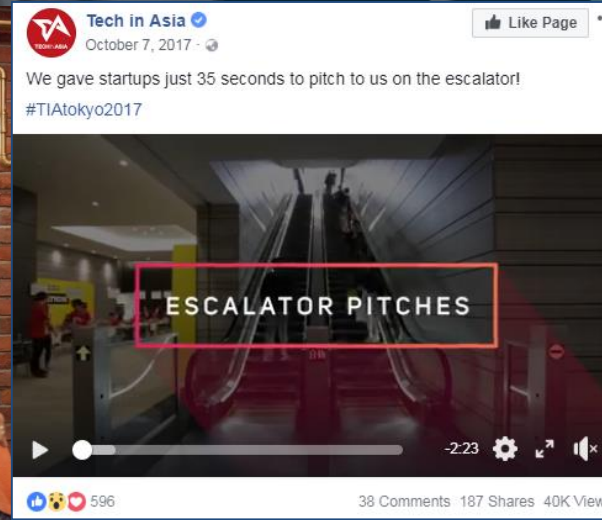 Tech in Asia
Like Page
October 7, 2017
We gave startups just 35 seconds to pitch to us on the escalator!
#TIAtokyo2017
TECHINASIA
ESCALATOR PITCHES
-2:23
596
38 Comments 187 Shares 40K View